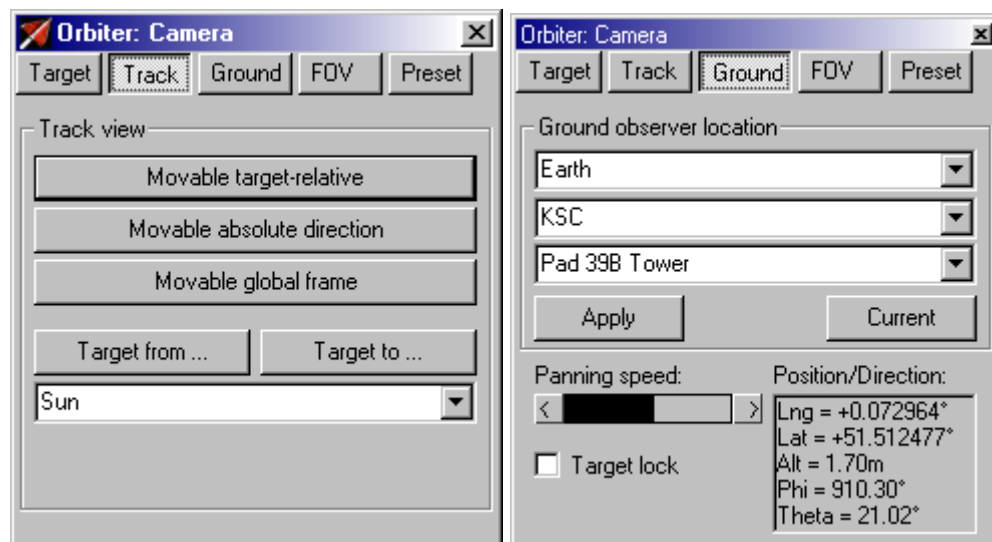 Orbiter: Camera
Target Track Ground FOV Preset
Track view
Movable target-relative
Movable absolute direction
Movable global frame
Target from ... Target to ...
Sun
Orbiter: Camera
Target Track Ground FOV Preset
Ground observer location
Earth
KSC
Pad 39B Tower
Apply Current
Panning speed:
Target lock
Position/Direction:
Lng = +0.072964°
Lat = +51.512477°
Alt = 1.70m
Phi = 910.30°
Theta = 21.02°